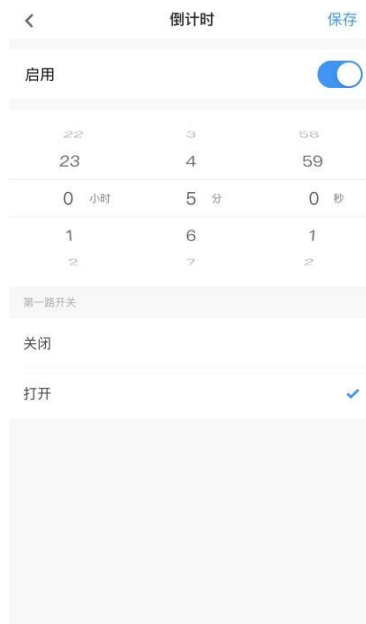 倒计时 保存
启用
22 3 58
23 4 59
0 小时 5 分 0 秒
1 6 1
2 7 2
第一路开关
关闭
打开